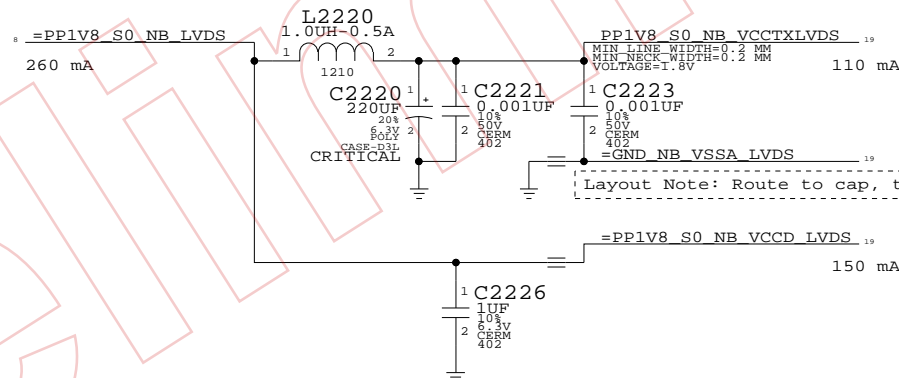 L2220
8 =PP1V8_S0_NB_LVDS
1.0UH-0.5A
PP1V8_S0_NB_VCCTXLVDS 19
1 2
MIN_LINE_WIDTH=0.2 MM
MIN_NECK_WIDTH=0.2 MM
VOLTAGE=1.8V
260 mA
110 mA
1210
C2220
220UF
20%
6.3V
POLY
CASE-D3L
CRITICAL
1
+
2
1
C2221
0.001UF
10%
50V
CERM
402
2
1
C2223
0.001UF
10%
50V
CERM
402
2
=GND_NB_VSSA_LVDS 19
Layout Note: Route to cap, t
=PP1V8_S0_NB_VCCD_LVDS 19
150 mA
1
C2226
1UF
10%
6.3V
CERM
402
2